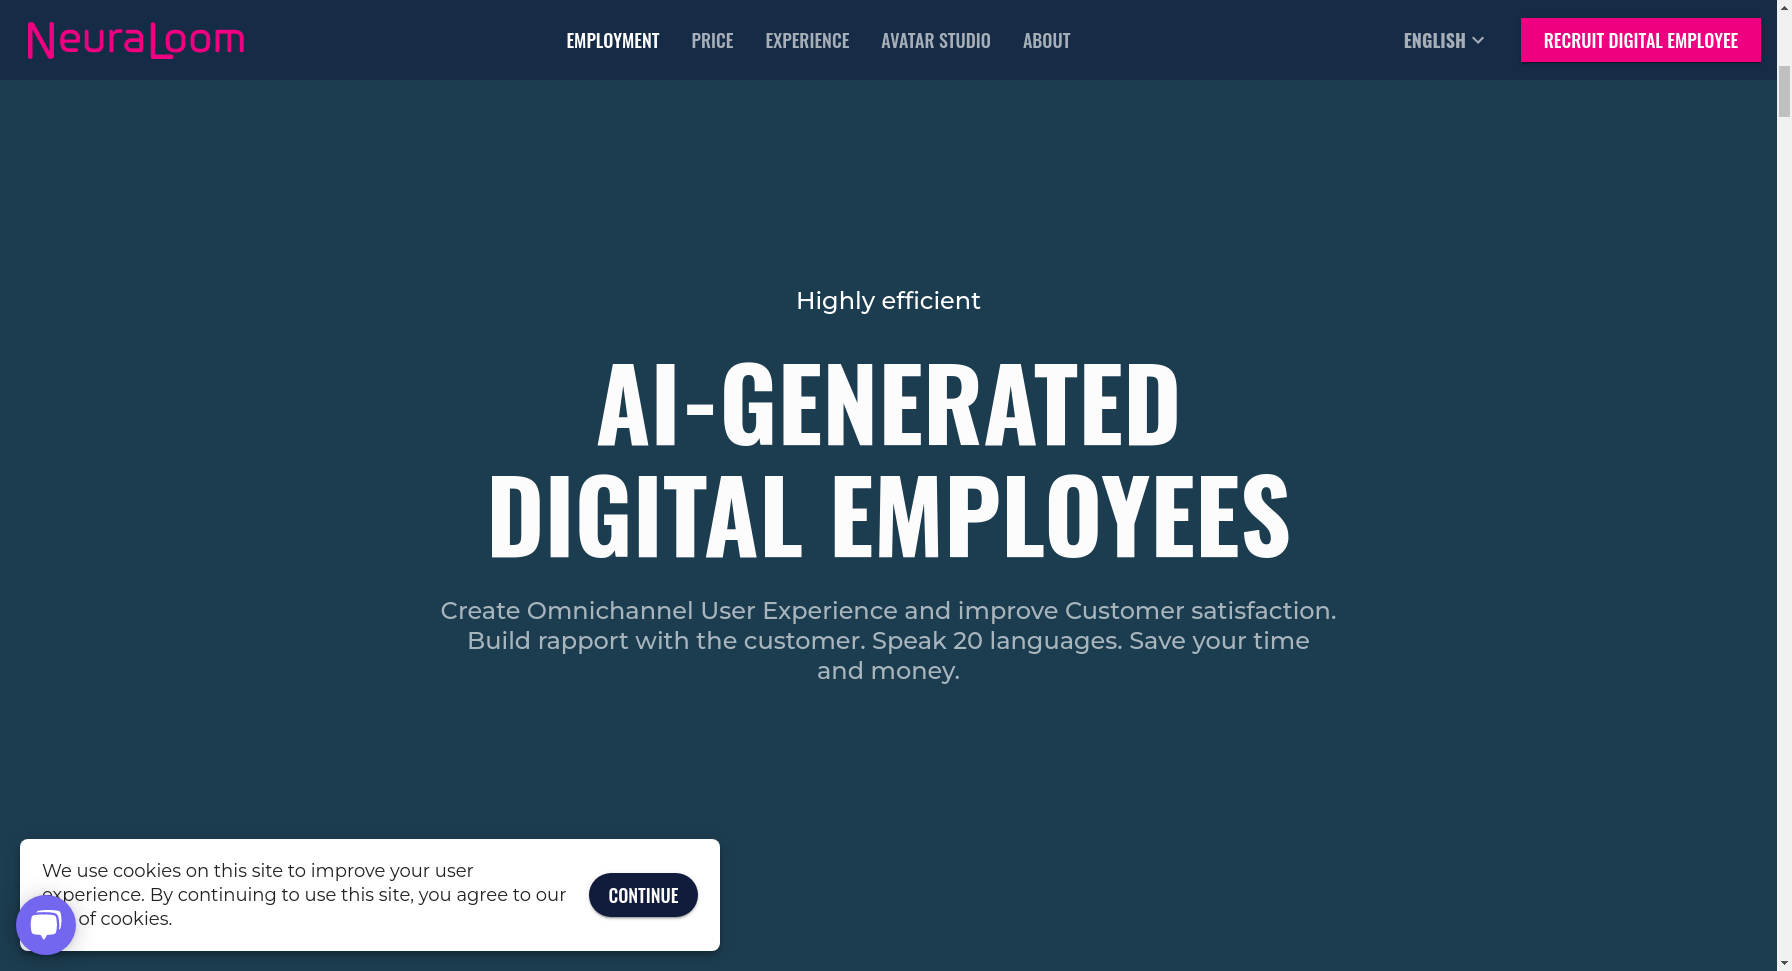 NeuraLoom
EMPLOYMENT
PRICE
EXPERIENCE
AVATAR STUDIO
ABOUT
ENGLISH
RECRUIT DIGITAL EMPLOYEE
Highly efficient
AI-GENERATED
DIGITAL EMPLOYEES
Create Omnichannel User Experience and improve Customer satisfaction.
Build rapport with the customer. Speak 20 languages. Save your time
and money.
We use cookies on this site to improve your user
experience. By continuing to use this site, you agree to our
of cookies.
CONTINUE